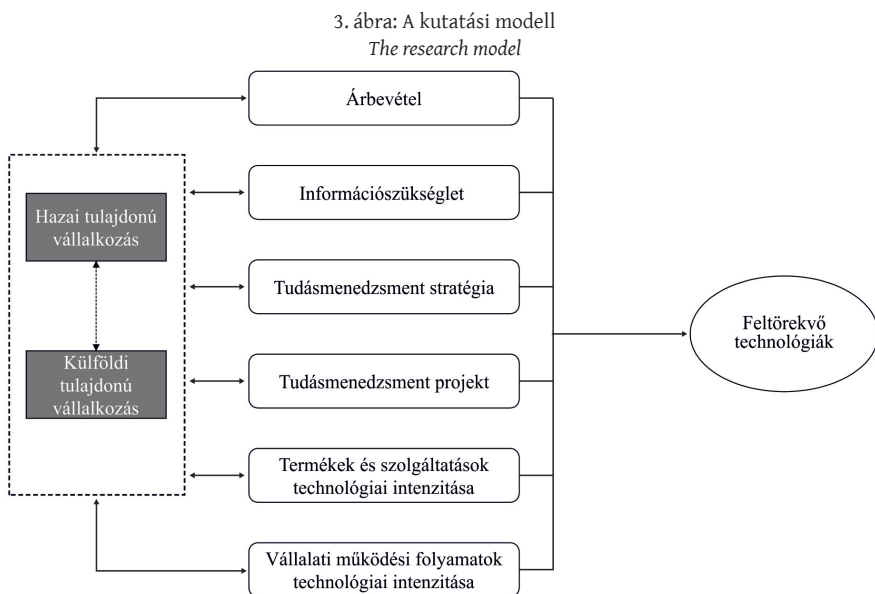 3. ábra: A kutatási modell
The research model
Árbevétel
Információszükséglet
Hazai tulajdonú
vállalkozás
Tudásmenedzsment stratégia
Feltörekvő
technológiák
Külföldi
tulajdonú
vállalkozás
Tudásmenedzsment projekt
Termékek és szolgáltatások
technológiai intenzitása
Vállalati működési folyamatok
technológiai intenzitása